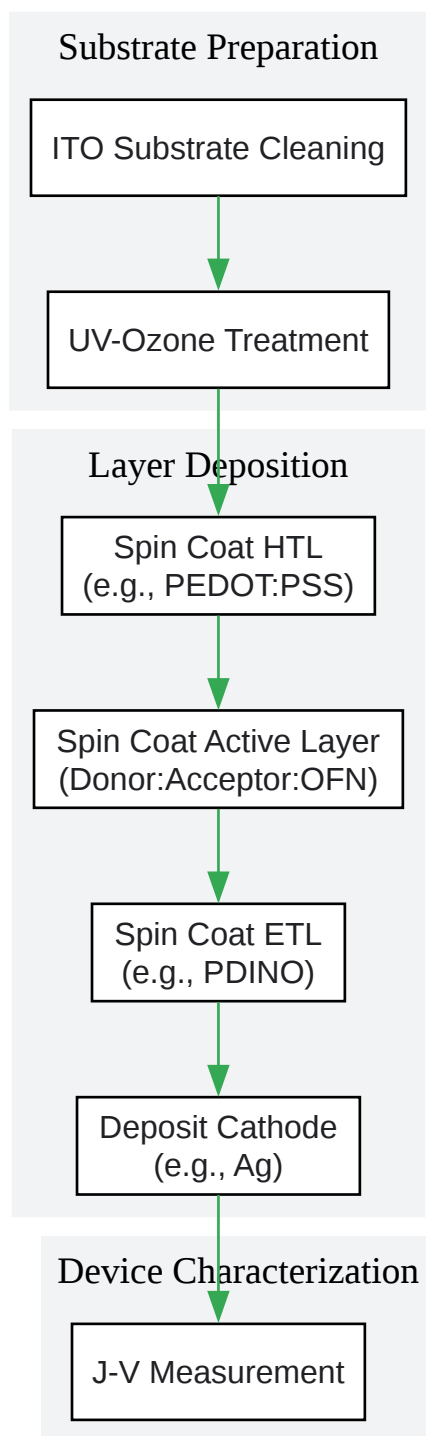 Substrate Preparation
ITO Substrate Cleaning
UV-Ozone Treatment
Layer Deposition
Spin Coat HTL
(e.g., PEDOT:PSS)
Spin Coat Active Layer
(Donor:Acceptor:OFN)
Spin Coat ETL
(e.g., PDINO)
Deposit Cathode
(e.g., Ag)
Device Characterization
J-V Measurement